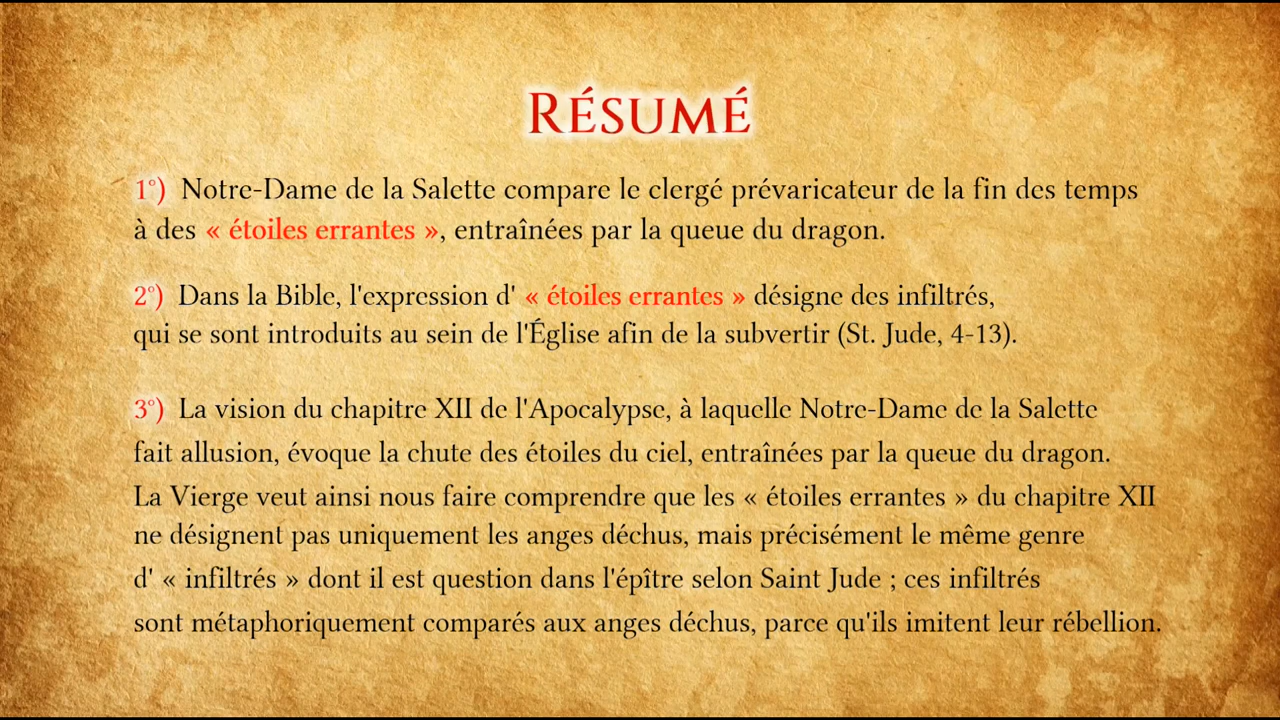 RÉSUMÉ
1°) Notre-Dame de la Salette compare le clergé prévaricateur de la fin des temps
à des « étoiles errantes », entraînées par la queue du dragon.
2°) Dans la Bible, l'expression d' « étoiles errantes » désigne des infiltrés,
qui se sont introduits au sein de l'Église afin de la subvertir (St. Jude, 4-13).
3°) La vision du chapitre XII de l'Apocalypse, à laquelle Notre-Dame de la Salette
fait allusion, évoque la chute des étoiles du ciel, entraînées par la queue du dragon.
La Vierge veut ainsi nous faire comprendre que les « étoiles errantes » du chapitre XII
ne désignent pas uniquement les anges déchus, mais précisément le même genre
d' « infiltrés » dont il est question dans l'épître selon Saint Jude ; ces infiltrés
sont métaphoriquement comparés aux anges déchus, parce qu'ils imitent leur rébellion.